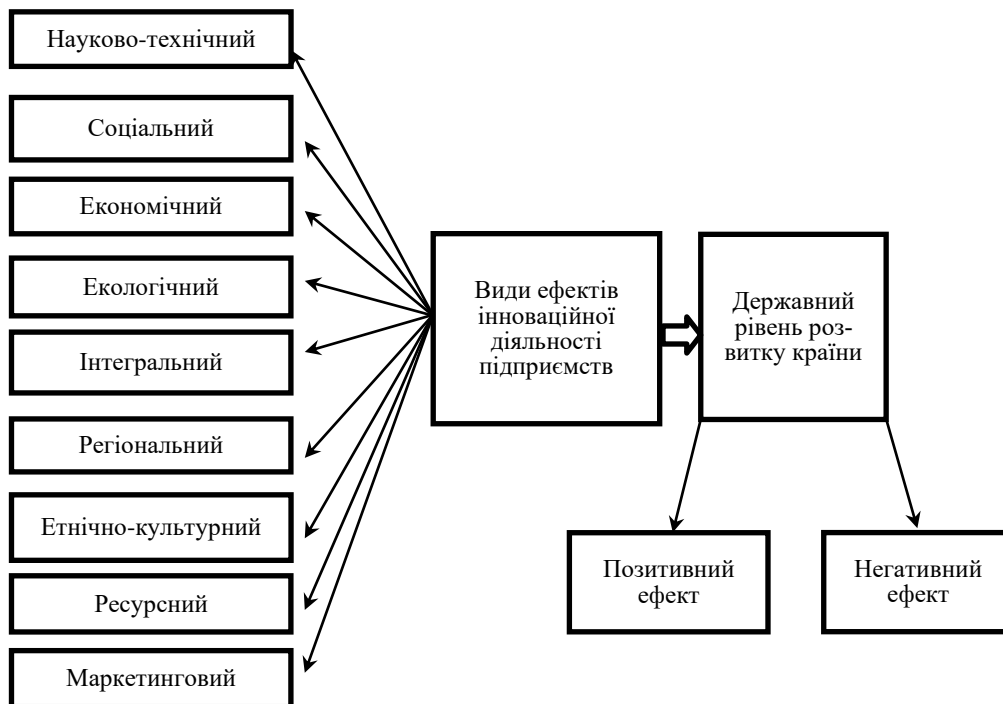 Науково-технічний
Соціальний
Економічний
Екологічний
Інтегральний
Регіональний
Етнічно-культурний
Ресурсний
Маркетинговий
Види ефектів
інноваційної
діяльності
підприємств
Державний
рівень роз-
витку країни
Позитивний
ефект
Негативний
ефект